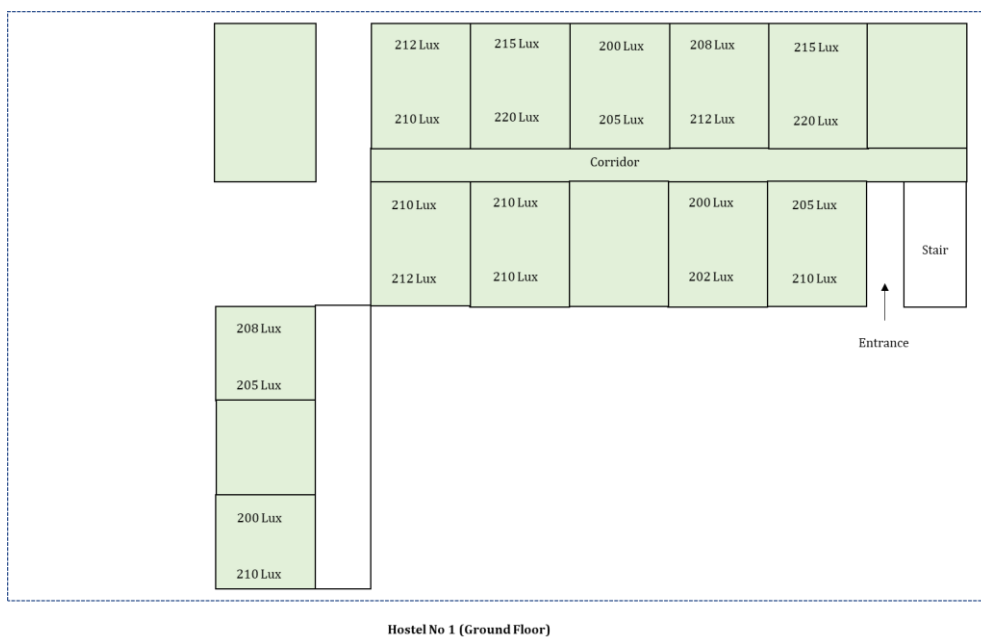 212 Lux 215 Lux 200 Lux 208 Lux 215 Lux
210 Lux 220 Lux 205 Lux 212 Lux 220 Lux
Corridor
210 Lux 210 Lux 200 Lux 205 Lux
Stair
212 Lux 210 Lux 202 Lux 210 Lux
208 Lux
Entrance
205 Lux
200 Lux
210 Lux
Hostel No 1 (Ground Floor)